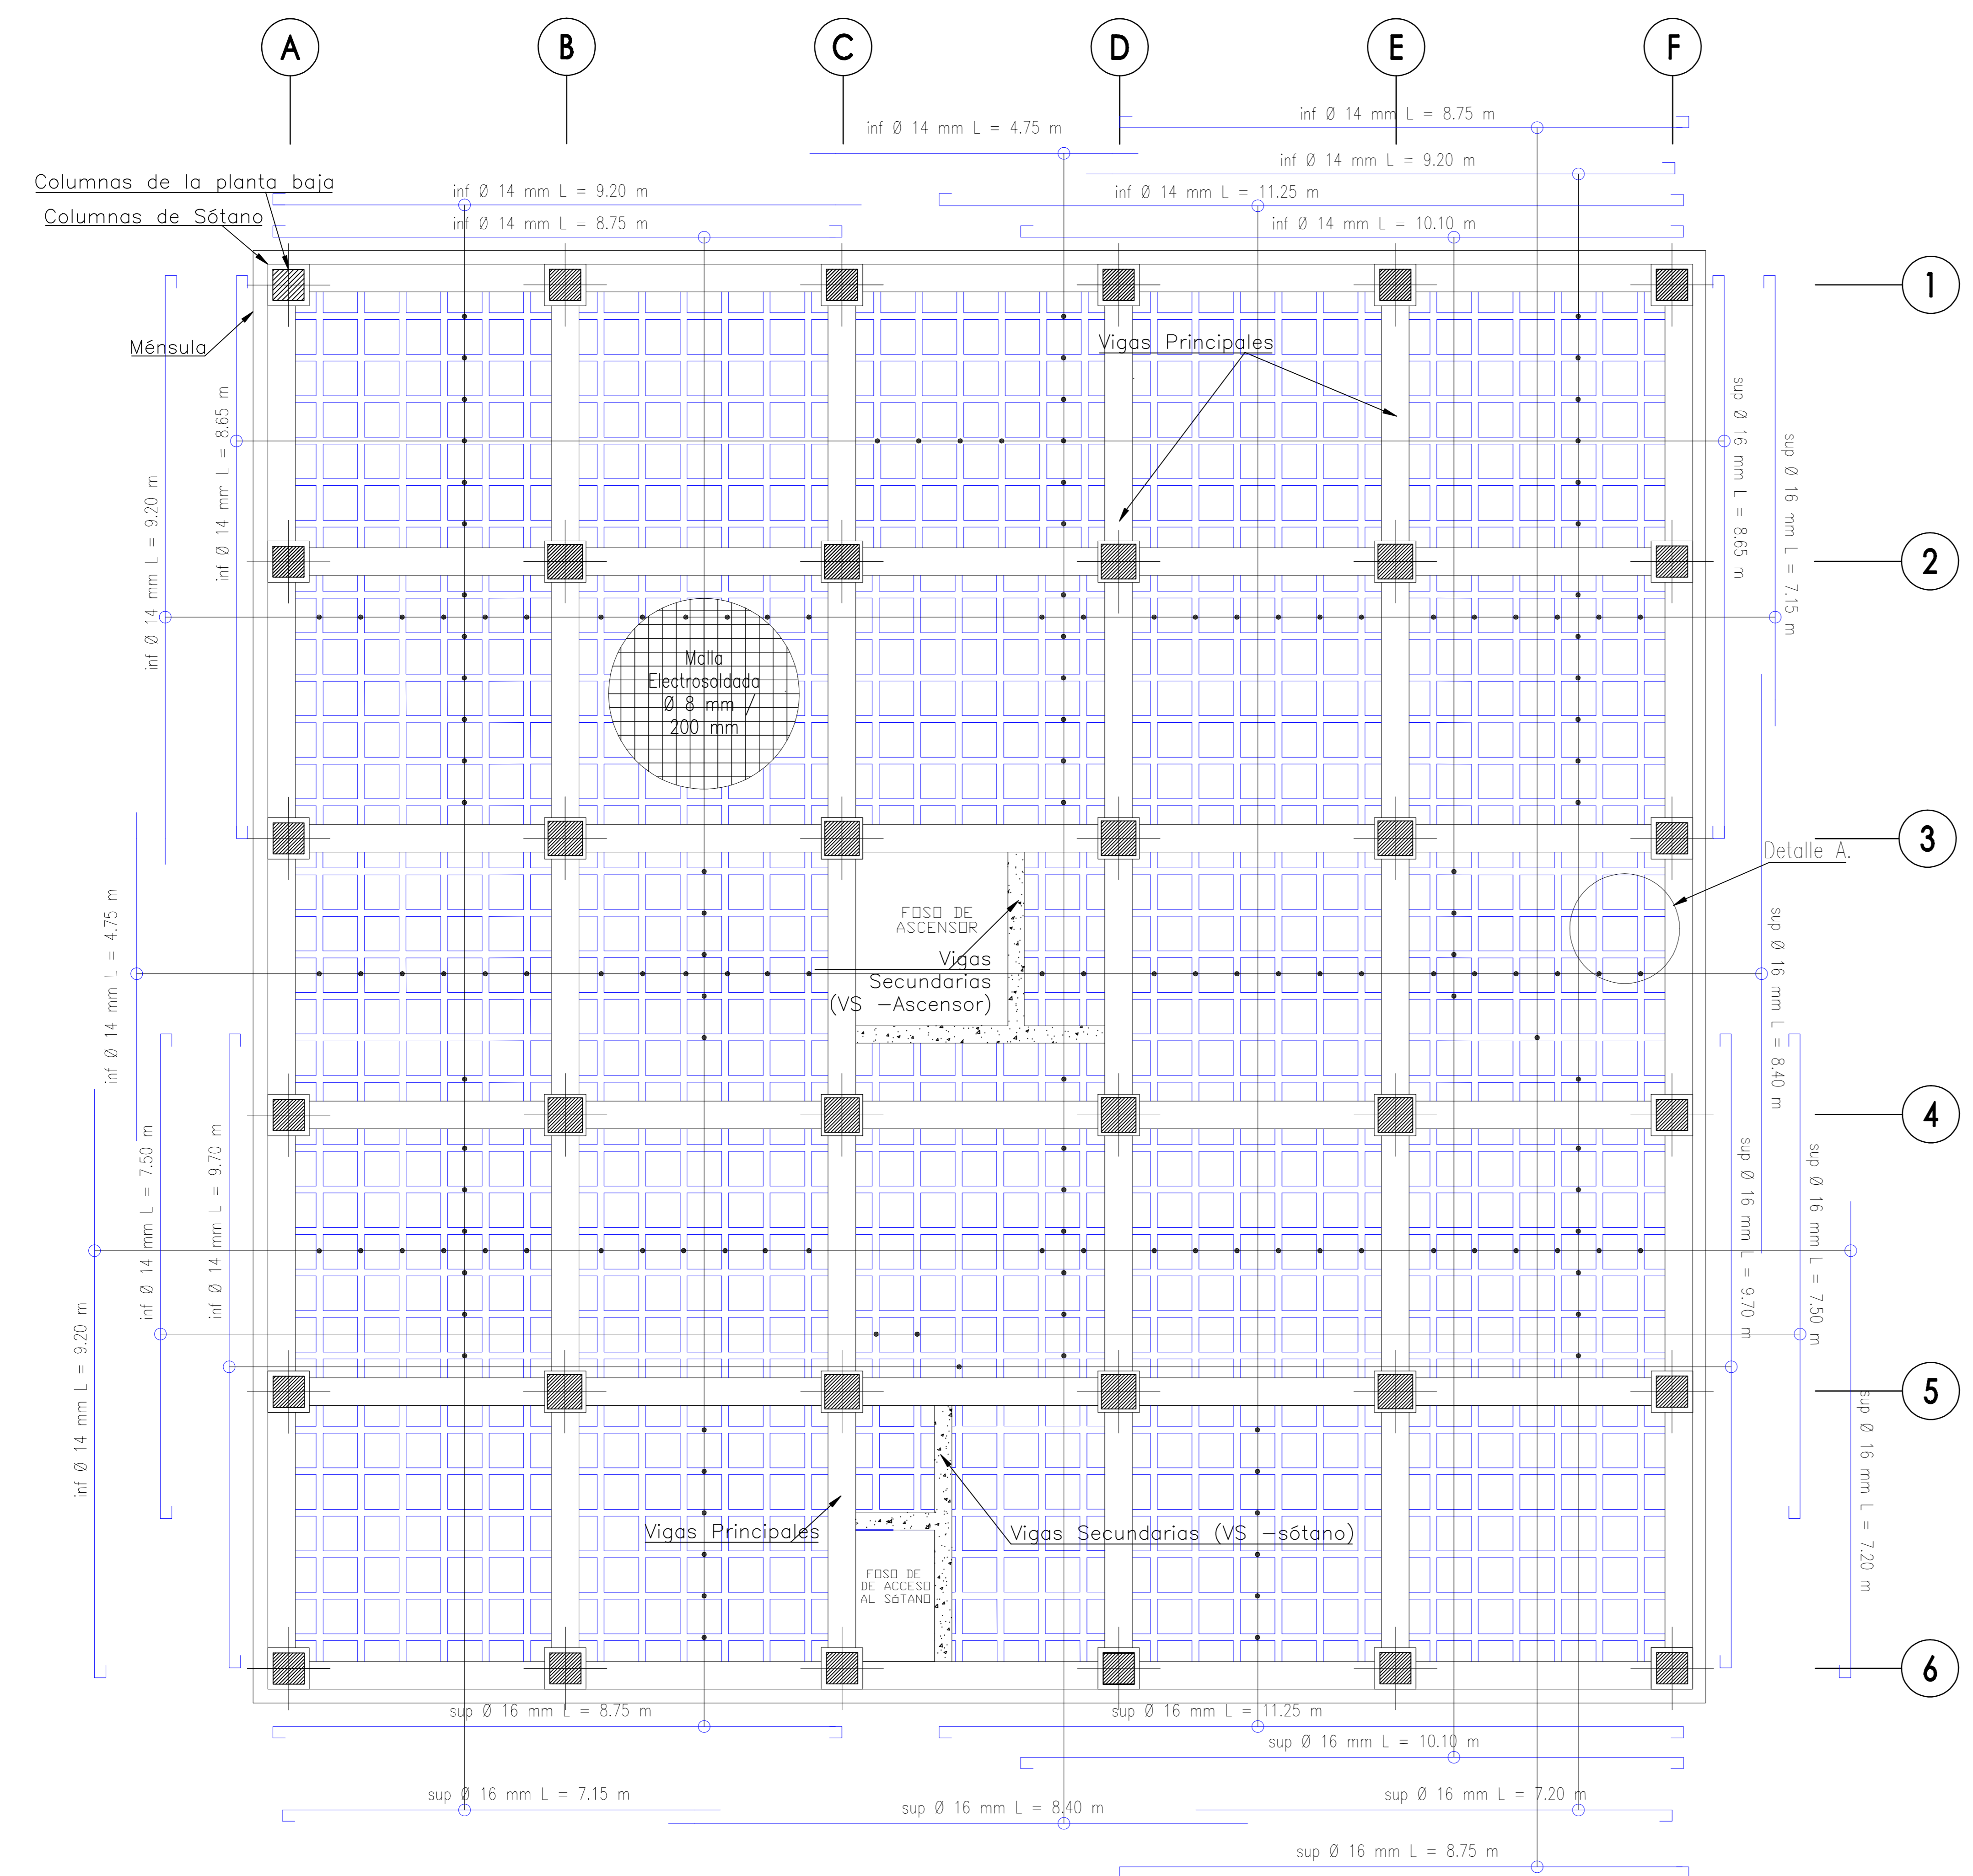 A B C D E F
inf Ø 14 mm L = 8.75 m
inf Ø 14 mm L = 4.75 m
inf Ø 14 mm L = 9.20 m
Columnas de la planta baja
inf Ø 14 mm L = 9.20 m
inf Ø 14 mm L = 11.25 m
Columnas de Sótano
inf Ø 14 mm L = 8.75 m
inf Ø 14 mm L = 10.10 m
1
Ménsula
Vigas Principales
inf Ø 14 mm L = 8.65 m
sup Ø 16 mm L = 8.65 m
sup Ø 16 mm L = 7.15 m
inf Ø 14 mm L = 9.20 m
2
Malla
Electrosoldada
Ø 8 mm /
200 mm
3
Detalle A.
FOSO DE
ASCENSOR
Vigas
Secundarias
(VS -Ascensor)
inf Ø 14 mm L = 4.75 m
sup Ø 16 mm L = 8.40 m
4
inf Ø 14 mm L = 7.50 m
inf Ø 14 mm L = 9.70 m
sup Ø 16 mm L = 9.70 m
sup Ø 16 mm L = 7.50 m
5
inf Ø 14 mm L = 9.20 m
sup Ø 16 mm L = 7.20 m
Vigas Principales
Vigas Secundarias (VS -sótano)
FOSO DE
DE ACCESO
AL SóTANO
6
sup Ø 16 mm L = 8.75 m
sup Ø 16 mm L = 11.25 m
sup Ø 16 mm L = 10.10 m
sup Ø 16 mm L = 7.15 m
sup Ø 16 mm L = 8.40 m
sup Ø 16 mm L = 7.20 m
sup Ø 16 mm L = 8.75 m